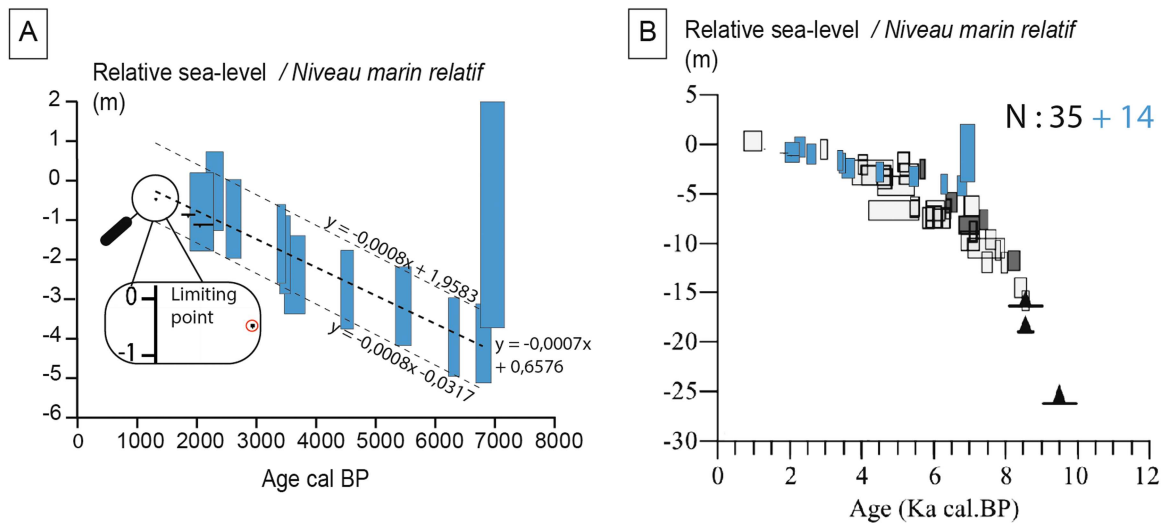 A
Relative sea-level / Niveau marin relatif
(m)
2
1
0
-1
-2
-3
-4
-5
-6
0 1000 2000 3000 4000 5000 6000 7000 8000
Age cal BP
y = -0,0008x + 1,9583
y = -0,0008x -0,0317
y = -0,0007x
+ 0,6576
0
Limiting
point
-1
B
Relative sea-level / Niveau marin relatif
(m)
N : 35 + 14
5
0
-5
-10
-15
-20
-25
-30
0 2 4 6 8 10 12
Age (Ka cal.BP)